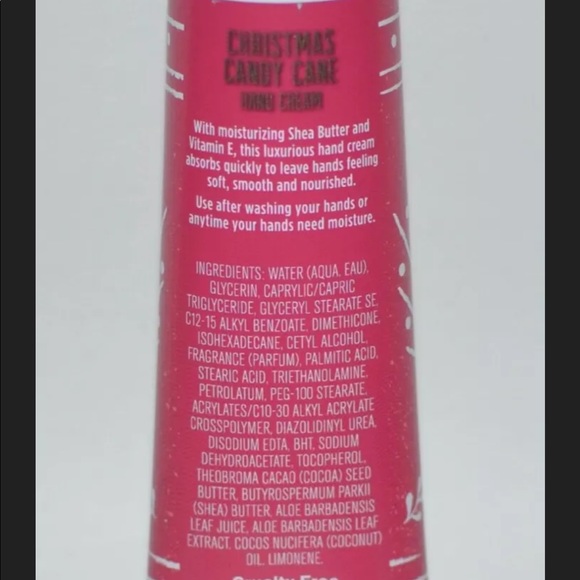 CHRISTMAS
CANDY CANE
HAND CREAM
With moisturizing Shea Butter and
Vitamin E, this luxurious hand cream
absorbs quickly to leave hands feeling
soft, smooth and nourished.
Use after washing your hands or
anytime your hands need moisture.
INGREDIENTS: WATER (AQUA, EAU),
GLYCERIN, CAPRYLIC/CAPRIC
TRIGLYCERIDE, GLYCERYL STEARATE SE,
C12-15 ALKYL BENZOATE, DIMETHICONE,
ISOHEXADECANE, CETYL ALCOHOL,
FRAGRANCE (PARFUM), PALMITIC ACID,
STEARIC ACID, TRIETHANOLAMINE,
PETROLATUM, PEG-100 STEARATE,
ACRYLATES/C10-30 ALKYL ACRYLATE
CROSSPOLYMER, DIAZOLIDINYL UREA,
DISODIUM EDTA, BHT, SODIUM
DEHYDROACETATE, TOCOPHEROL,
THEOBROMA CACAO (COCOA) SEED
BUTTER, BUTYROSPERMUM PARKII
(SHEA) BUTTER, ALOE BARBADENSIS
LEAF JUICE, ALOE BARBADENSIS LEAF
EXTRACT, COCOS NUCIFERA (COCONUT)
OIL, LIMONENE.
Cruelty Free